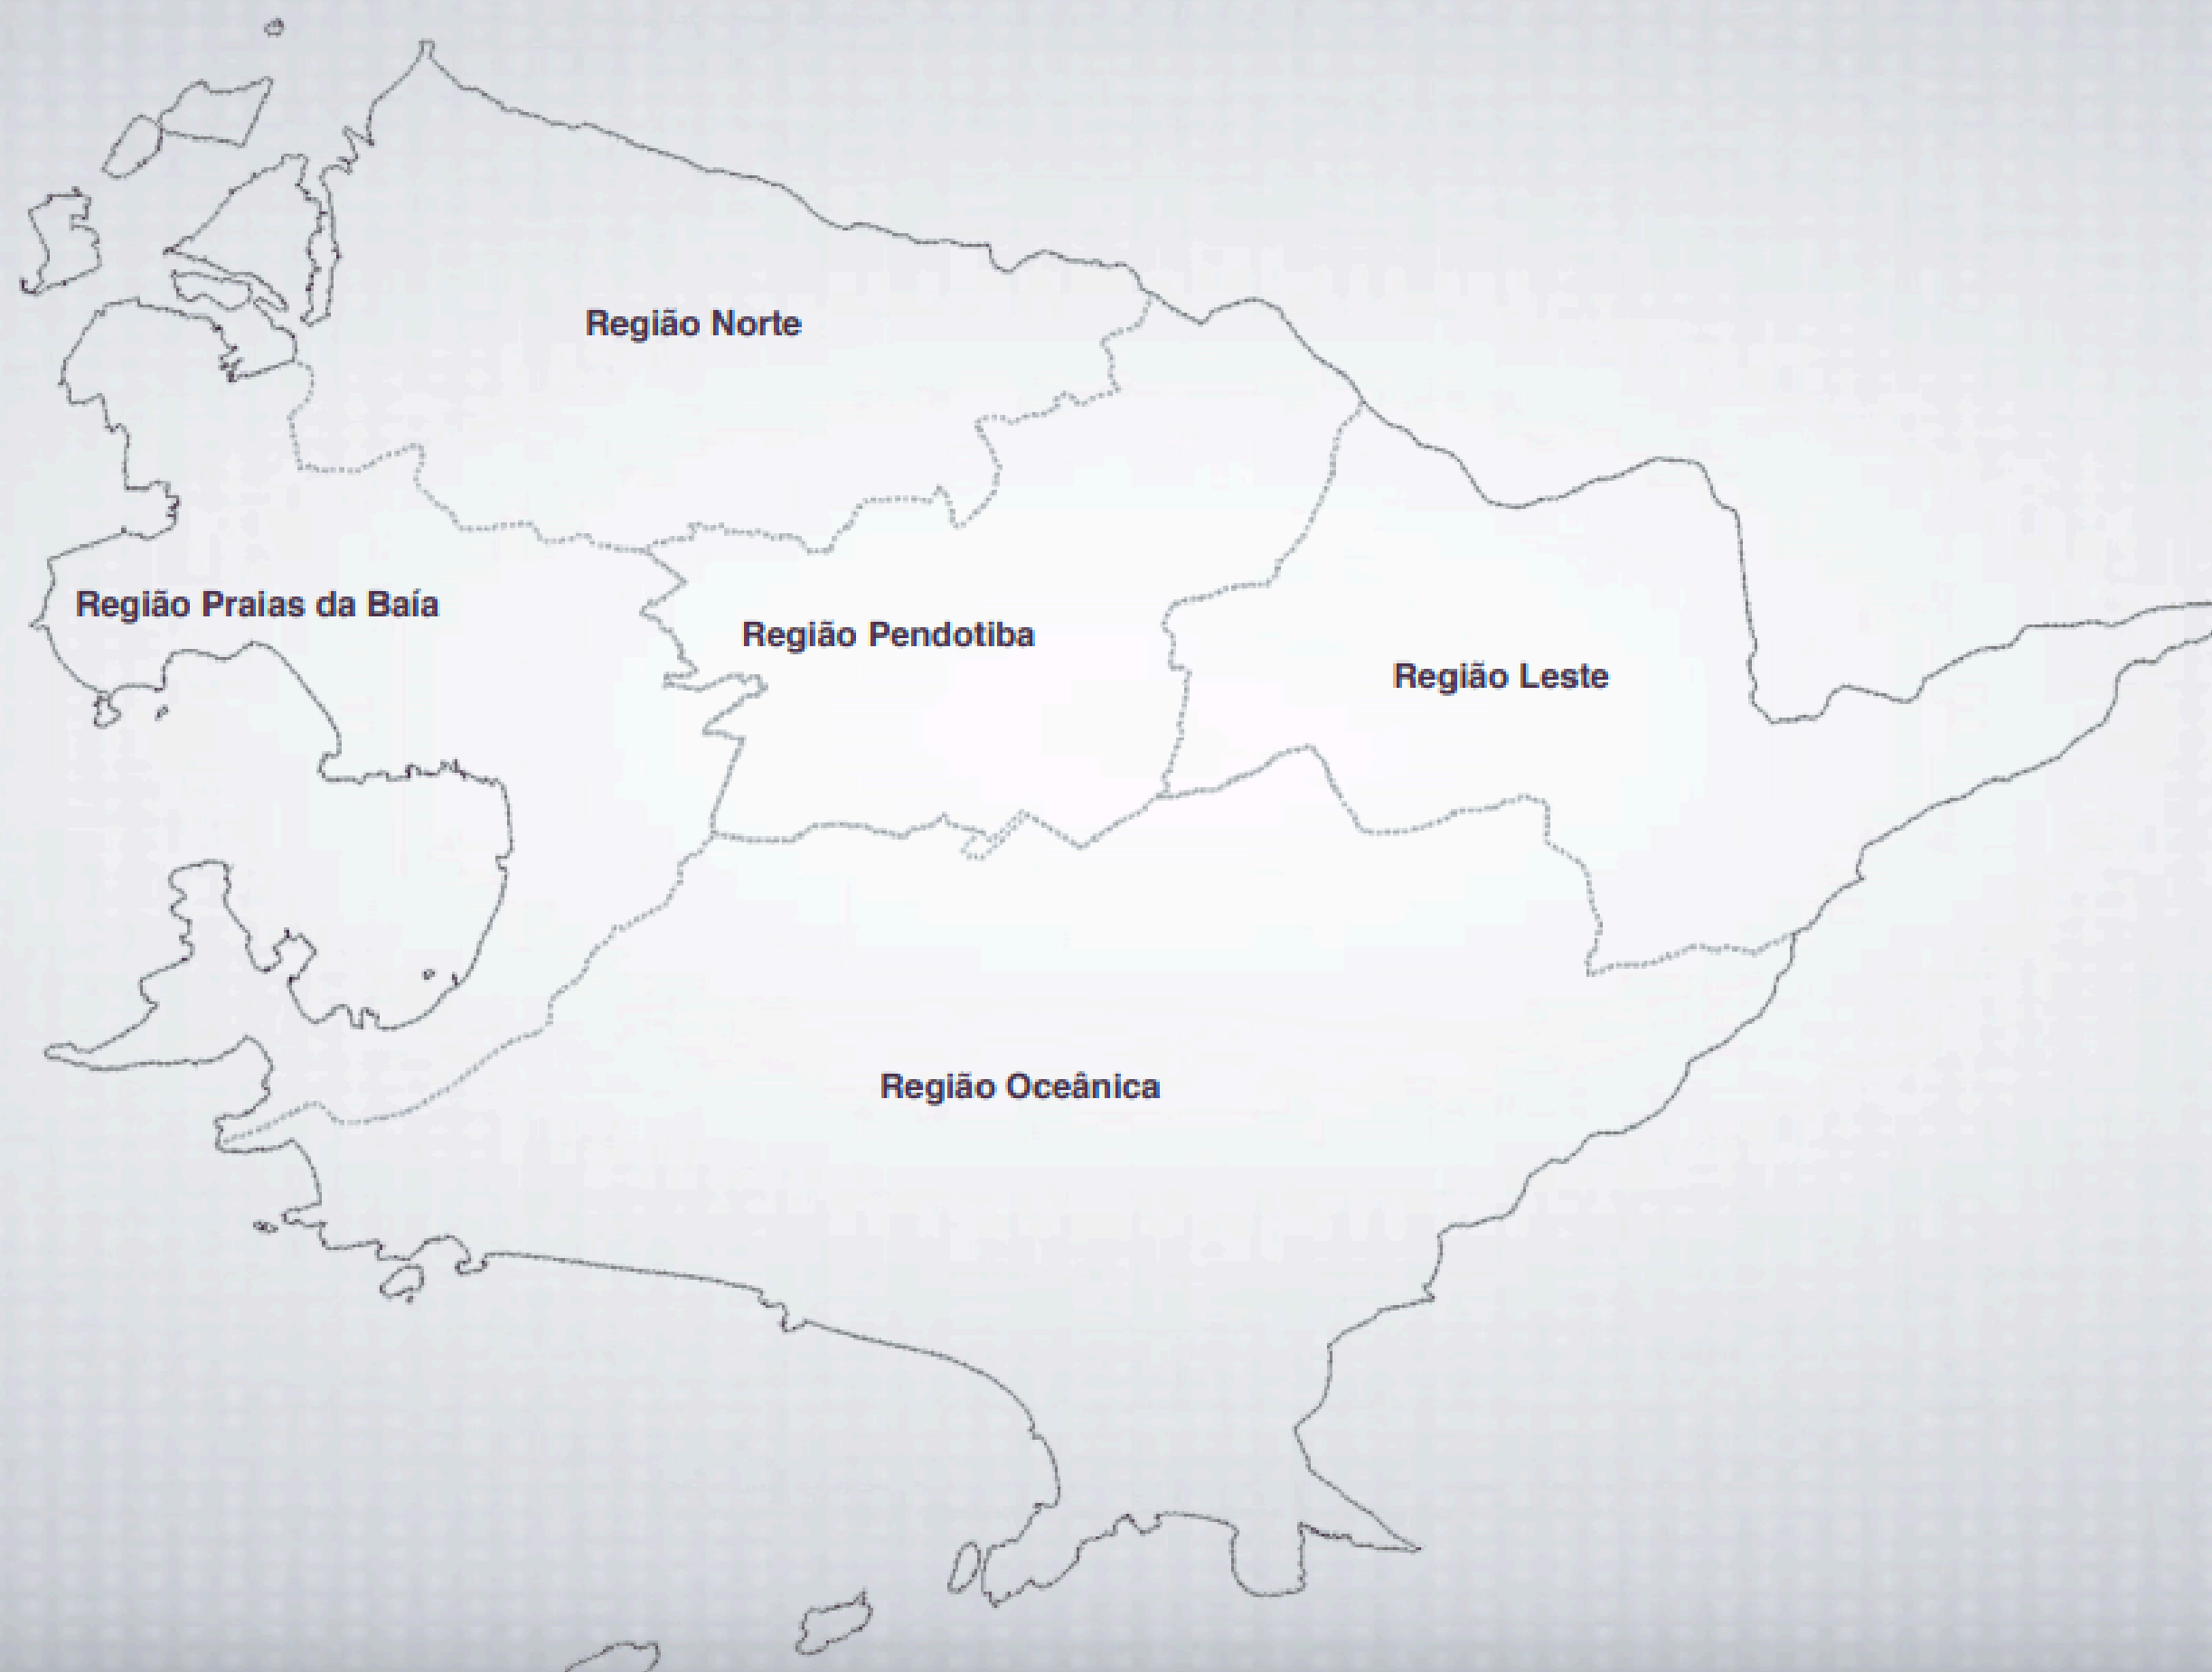 Região Norte
Região Praias da Baía
Região Pendotiba
Região Leste
Região Oceânica